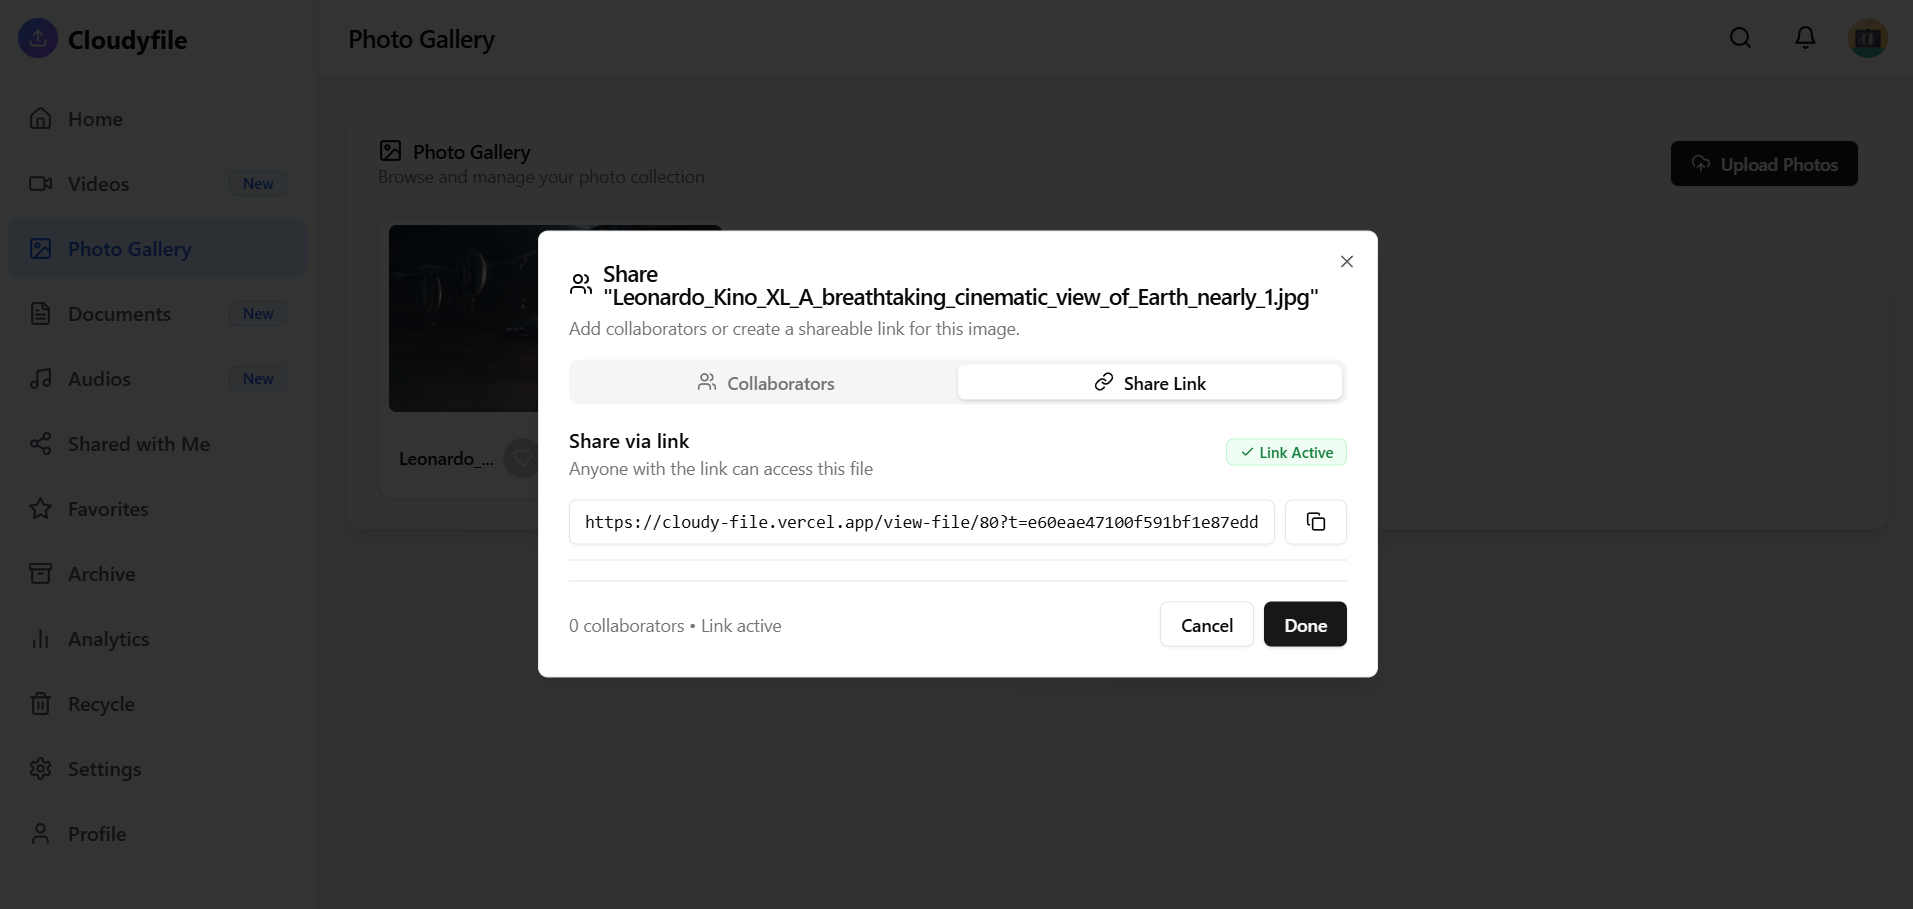 Cloudyfile
Photo Gallery
Home
Videos
New
Photo Gallery
Documents
New
Audios
New
Shared with Me
Favorites
Archive
Analytics
Recycle
Settings
Profile
Photo Gallery
Browse and manage your photo collection
Upload Photos
Leonardo_...
Share
"Leonardo_Kino_XL_A_breathtaking_cinematic_view_of_Earth_nearly_1.jpg"
Add collaborators or create a shareable link for this image.
Collaborators
Share Link
Share via link
Anyone with the link can access this file
Link Active
https://cloudy-file.vercel.app/view-file/80?t=e60eae47100f591bf1e87edd
0 collaborators • Link active
Cancel
Done